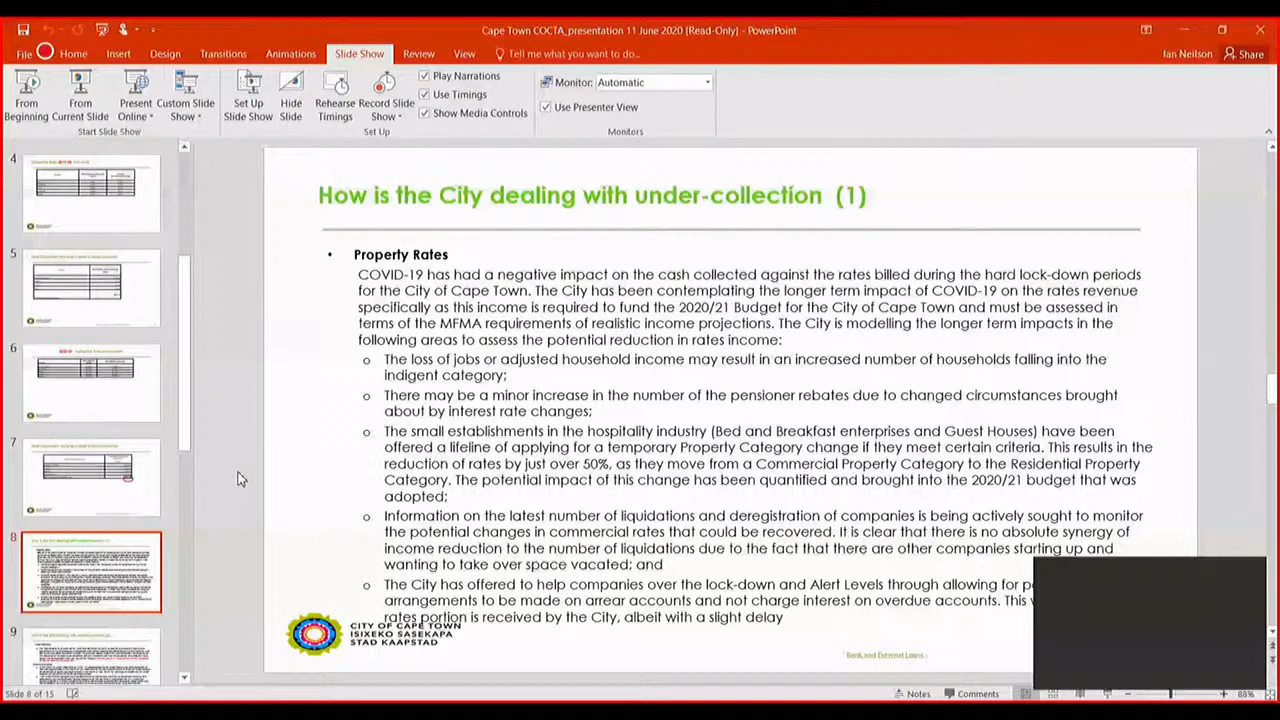 Cape Town COCTA_presentation 11 June 2020 [Read-Only] - PowerPoint
File Home Insert Design Transitions Animations Slide Show Review View Tell me what you want to do... Ian Neilson Share
From Beginning
From Current Slide
Present Online
Custom Slide Show
Start Slide Show
Set Up Slide Show
Hide Slide
Rehearse Timings
Record Slide Show
Play Narrations
Use Timings
Show Media Controls
Set Up
Monitor: Automatic
Use Presenter View
Monitors
4
5
6
7
8
9
How is the City dealing with under-collection (1)
• Property Rates
COVID-19 has had a negative impact on the cash collected against the rates billed during the hard lock-down periods
for the City of Cape Town. The City has been contemplating the longer term impact of COVID-19 on the rates revenue
specifically as this income is required to fund the 2020/21 Budget for the City of Cape Town and must be assessed in
terms of the MFMA requirements of realistic income projections. The City is modelling the longer term impacts in the
following areas to assess the potential reduction in rates income:
o The loss of jobs or adjusted household income may result in an increased number of households falling into the
indigent category;
o There may be a minor increase in the number of the pensioner rebates due to changed circumstances brought
about by interest rate changes;
o The small establishments in the hospitality industry (Bed and Breakfast enterprises and Guest Houses) have been
offered a lifeline of applying for a temporary Property Category change if they meet certain criteria. This results in the
reduction of rates by just over 50%, as they move from a Commercial Property Category to the Residential Property
Category. The potential impact of this change has been quantified and brought into the 2020/21 budget that was
adopted;
o Information on the latest number of liquidations and deregistration of companies is being actively sought to monitor
the potential changes in commercial rates that could be recovered. It is clear that there is no absolute synergy of
income reduction to the number of liquidations due to the fact that there are other companies starting up and
wanting to take over space vacated; and
o The City has offered to help companies over the lock-down and Alert levels through allowing for
arrangements to be made on arrear accounts and not charge interest on overdue accounts. This
rates portion is received by the City, albeit with a slight delay
CITY OF CAPE TOWN
ISIXEKO SASEKAPA
STAD KAAPSTAD
Bank and External Loans
Slide 8 of 15
Notes Comments 88%